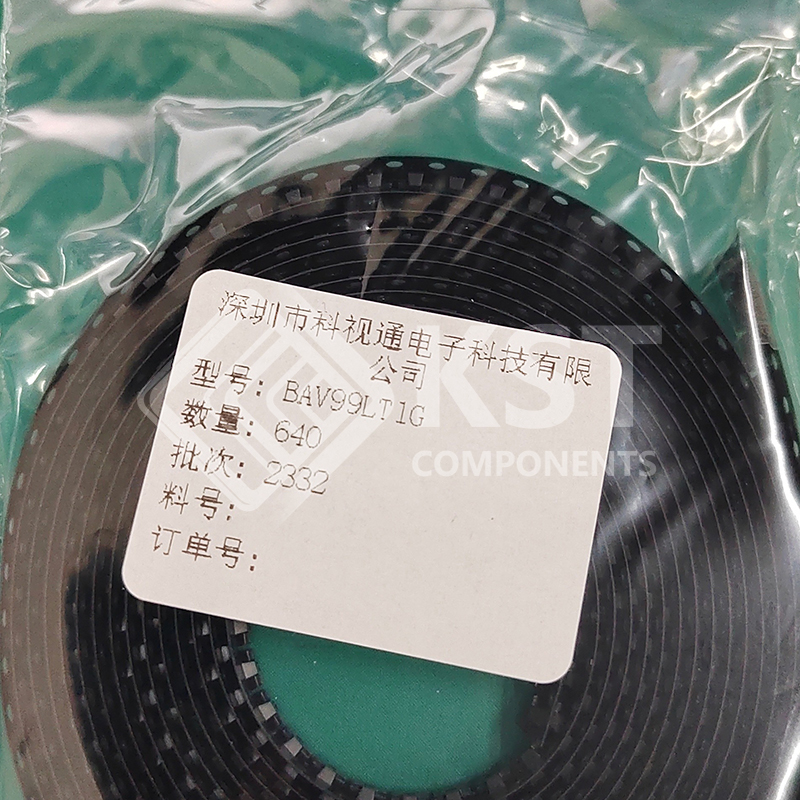 深圳市科视通电子科技有限
公司
型号: BAV99LT1G
数量: 640
批次: 2332
料号:
订单号:
KST
COMPONENTS